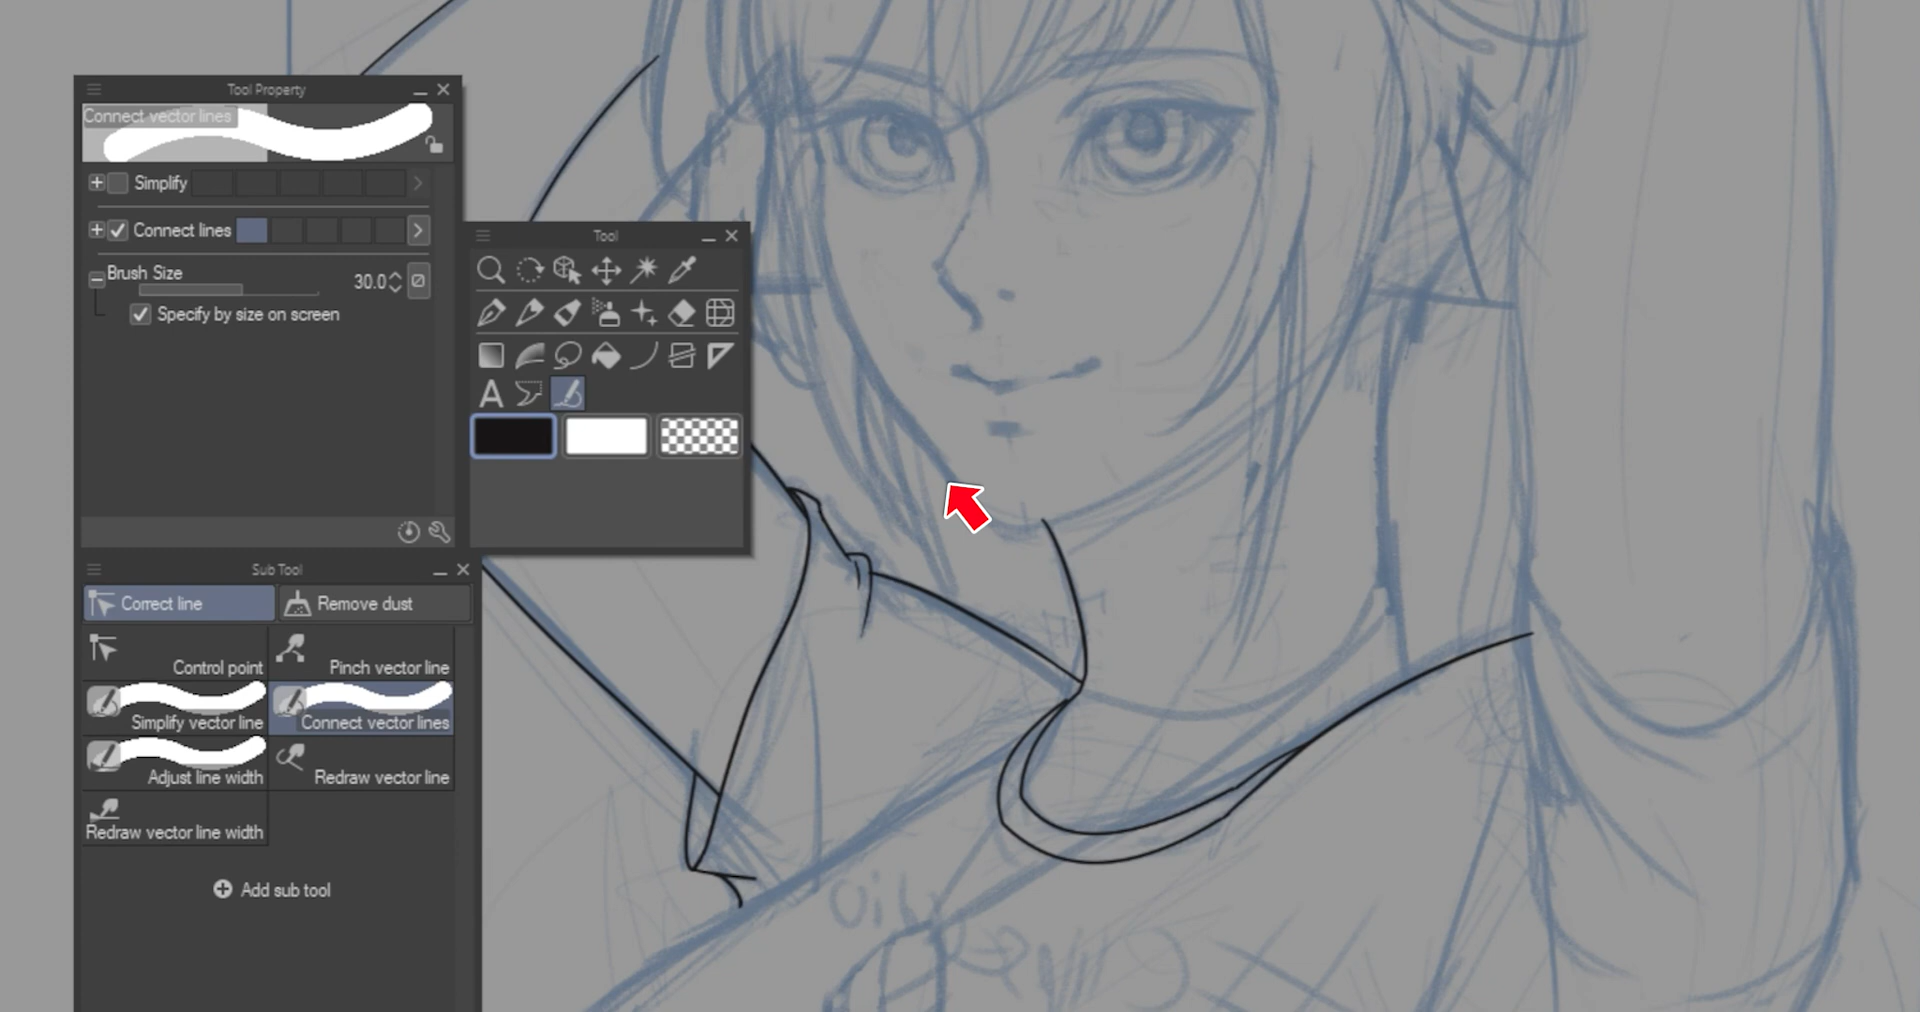 Tool Property
Connect vector lines
Simplify
Connect lines
Brush Size
30.0
Specify by size on screen
Tool
A
Sub Tool
Correct line
Remove dust
Control point
Pinch vector line
Simplify vector line
Connect vector lines
Adjust line width
Redraw vector line
Redraw vector line width
Add sub tool